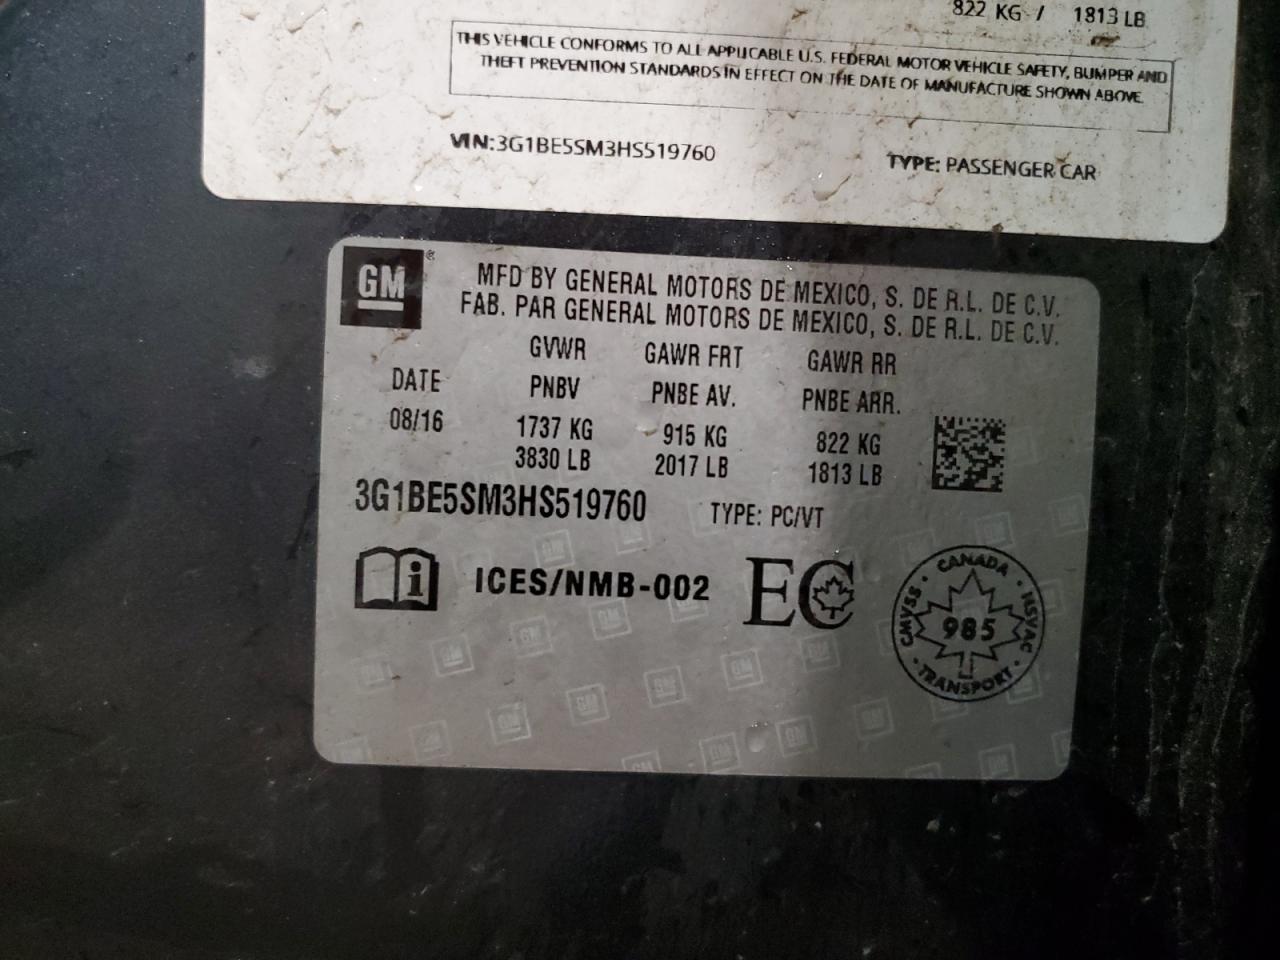 822 KG / 1813 LB
THIS VEHICLE CONFORMS TO ALL APPLICABLE U.S. FEDERAL MOTOR VEHICLE SAFETY, BUMPER AND
THEFT PREVENTION STANDARDS IN EFFECT ON THE DATE OF MANUFACTURE SHOWN ABOVE.
VIN: 3G1BE5SM3HS519760 TYPE: PASSENGER CAR
GM®
MFD BY GENERAL MOTORS DE MEXICO, S. DE R.L. DE C.V.
FAB. PAR GENERAL MOTORS DE MEXICO, S. DE R.L. DE C.V.
GVWR GAWR FRT GAWR RR
DATE PNBV PNBE AV. PNBE ARR.
08/16 1737 KG 915 KG 822 KG
3830 LB 2017 LB 1813 LB
3G1BE5SM3HS519760 TYPE: PC/VT
i ICES/NMB-002 EC
CANADA
CMVSS 985 NSVAC
TRANSPORT